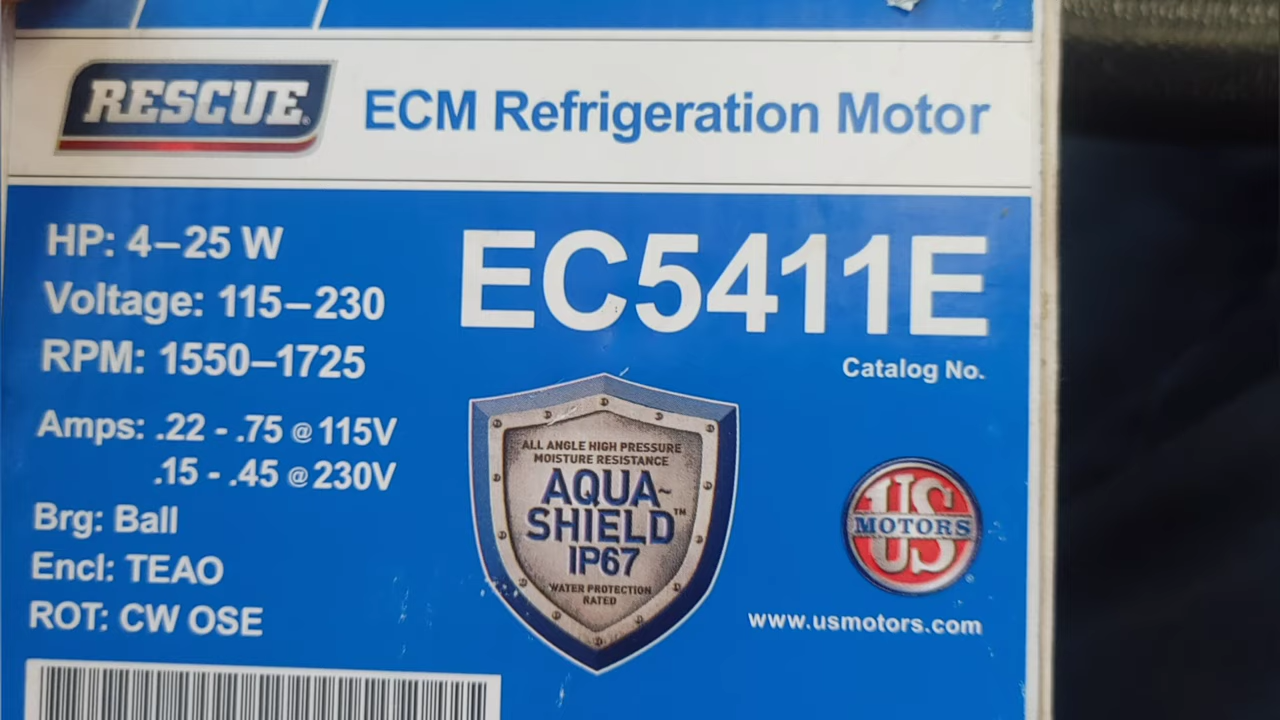 RESCUE®
ECM Refrigeration Motor
HP: 4–25 W
Voltage: 115–230
RPM: 1550–1725
Amps: .22 - .75 @ 115V
.15 - .45 @ 230V
Brg: Ball
Encl: TEAO
ROT: CW OSE
EC5411E
Catalog No.
ALL ANGLE HIGH PRESSURE
MOISTURE RESISTANCE
AQUA~
SHIELD™
IP67
WATER PROTECTION
RATED
US
MOTORS
www.usmotors.com